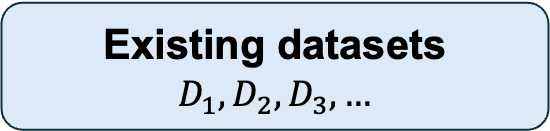 Existing datasets
D₁, D₂, D₃, ...